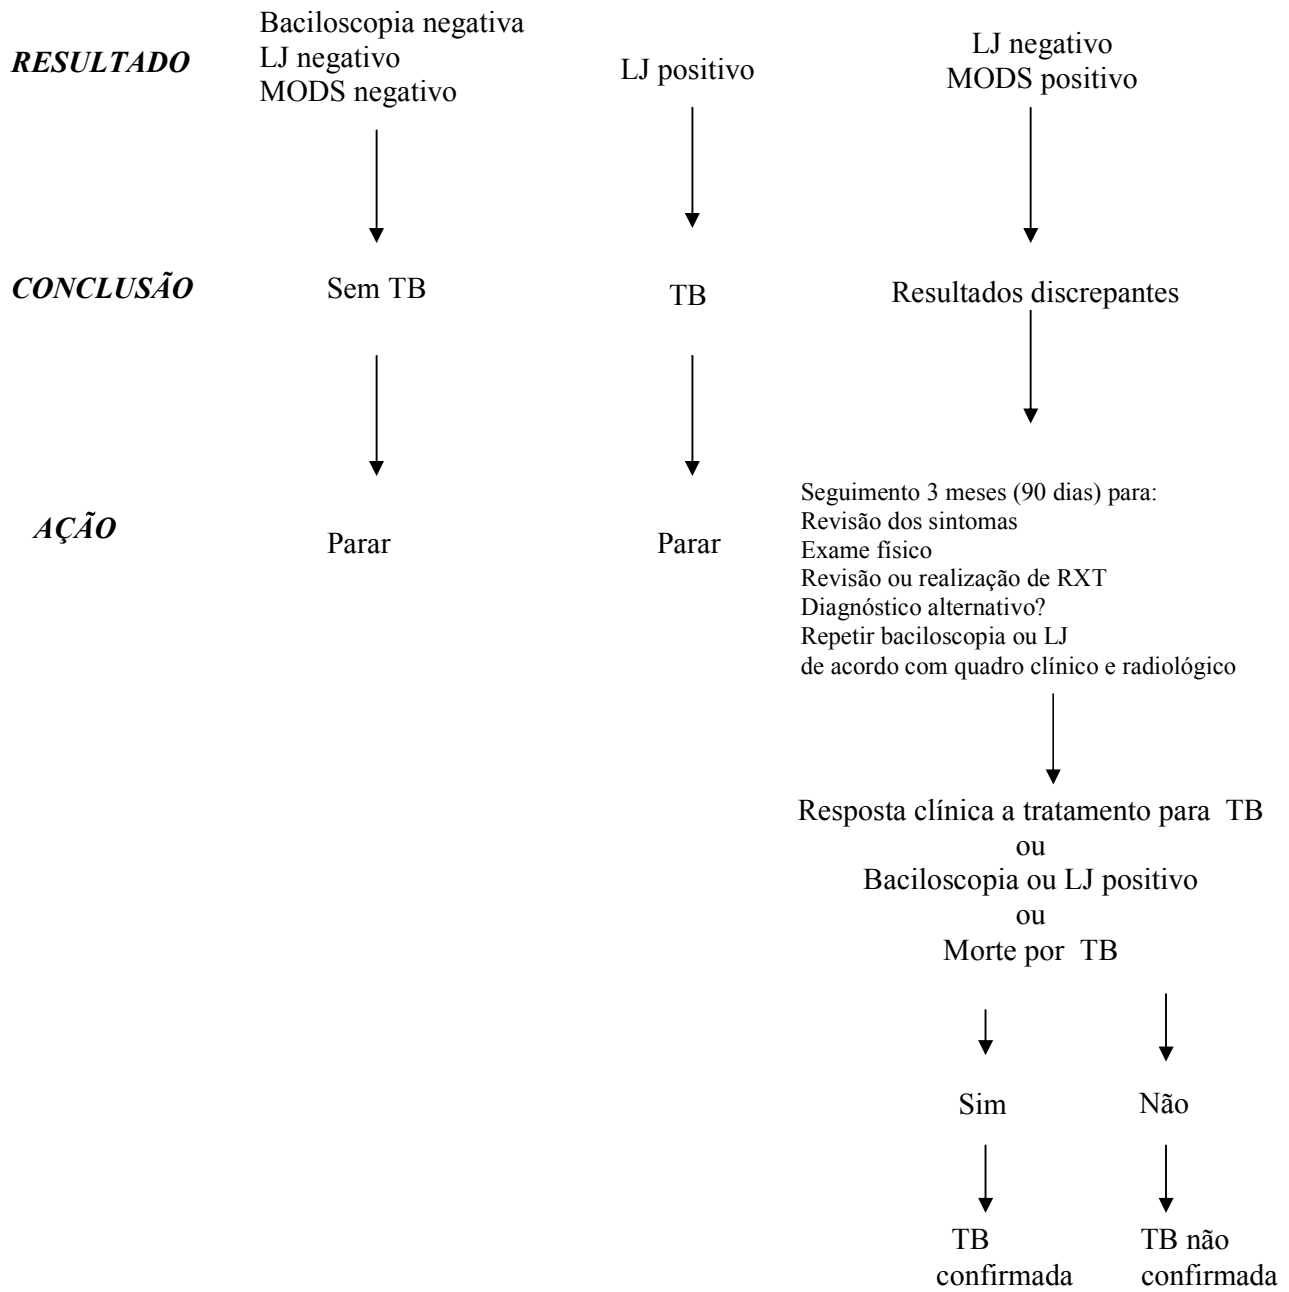 RESULTADO
Baciloscopia negativa
LJ negativo
MODS negativo
LJ positivo
LJ negativo
MODS positivo
CONCLUSÃO
Sem TB
TB
Resultados discrepantes
AÇÃO
Parar
Parar
Seguimento 3 meses (90 dias) para:
Revisão dos sintomas
Exame físico
Revisão ou realização de RXT
Diagnóstico alternativo?
Repetir baciloscopia ou LJ
de acordo com quadro clínico e radiológico
Resposta clínica a tratamento para TB
ou
Baciloscopia ou LJ positivo
ou
Morte por TB
Sim
Não
TB
confirmada
TB não
confirmada